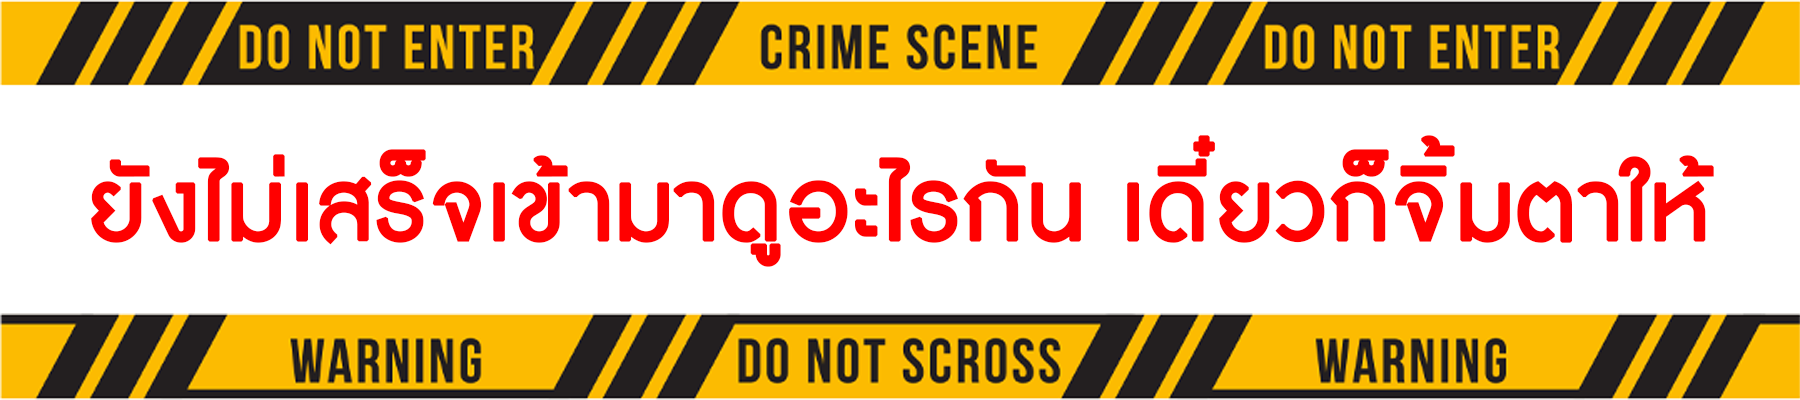 DO NOT ENTER CRIME SCENE DO NOT ENTER
ยังไม่เสร็จเข้ามาดูอะไรกัน เดี๋ยวก็จิ้มตาให้
WARNING DO NOT SCROSS WARNING